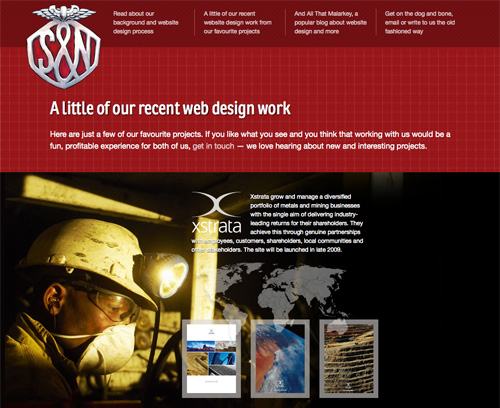 Read about our
background and website
design process
A little of our recent
website design work from
our favourite projects
And All That Malarkey, a
popular blog about website
design and more
Get on the dog and bone,
email or write to us the old
fashioned way
S&N
A little of our recent web design work
Here are just a few of our favourite projects. If you like what you see and you think that working with us would be a
fun, profitable experience for both of us, get in touch — we love hearing about new and interesting projects.
xstrata
Xstrata grow and manage a diversified
portfolio of metals and mining businesses
with the single aim of delivering industry-
leading returns for their sharsholders. They
achieve this through genuine partnerships
with employees, customers, shareholders, local communities and
other stakeholders. The site will be launched in late 2009.